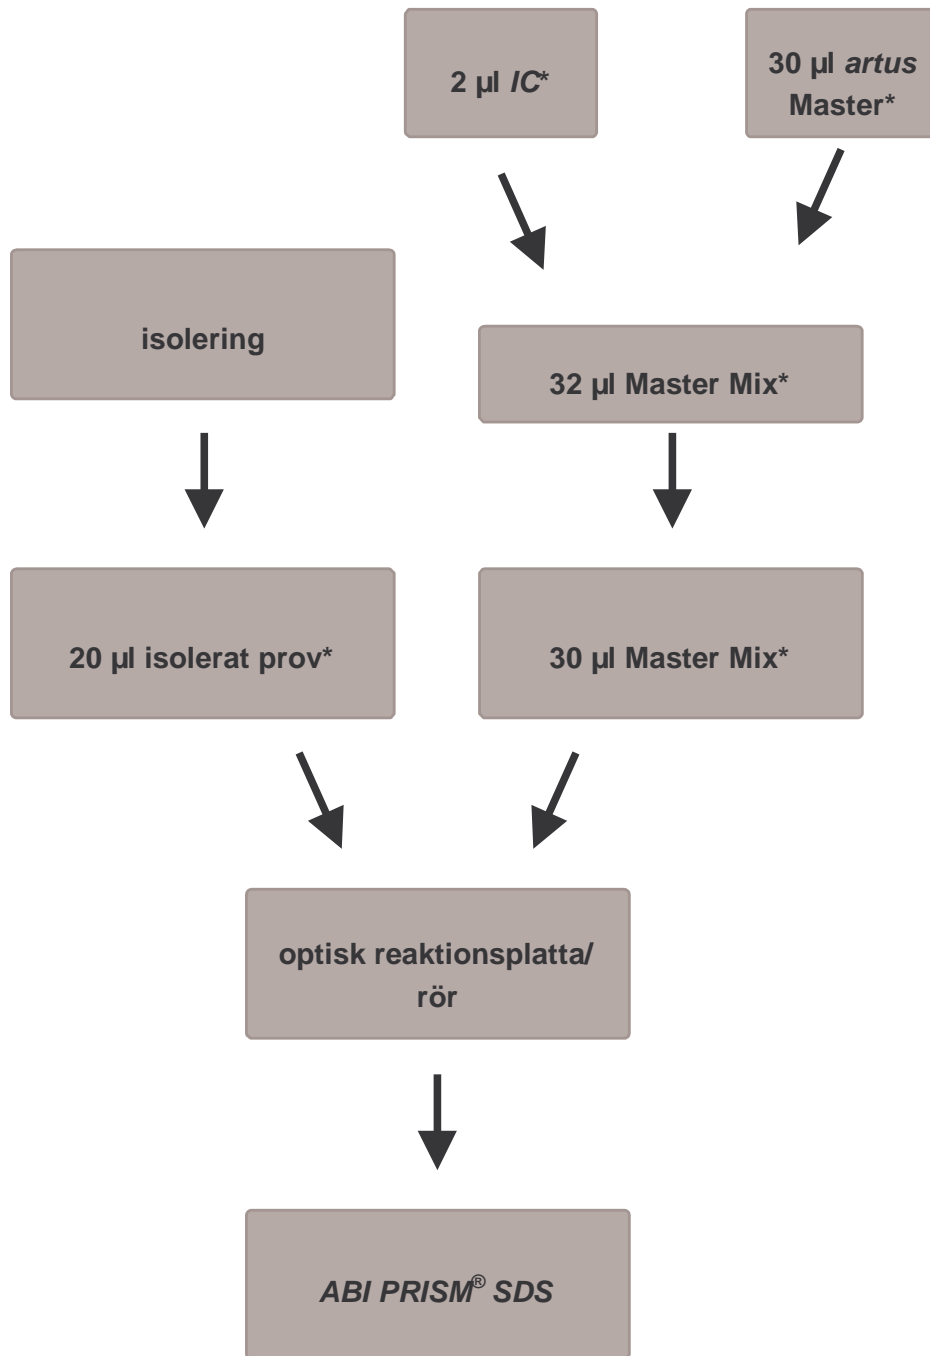 2 µl IC*
30 µl artus
Master*
isolering
32 µl Master Mix*
20 µl isolerat prov*
30 µl Master Mix*
optisk reaktionsplatta/
rör
ABI PRISM® SDS